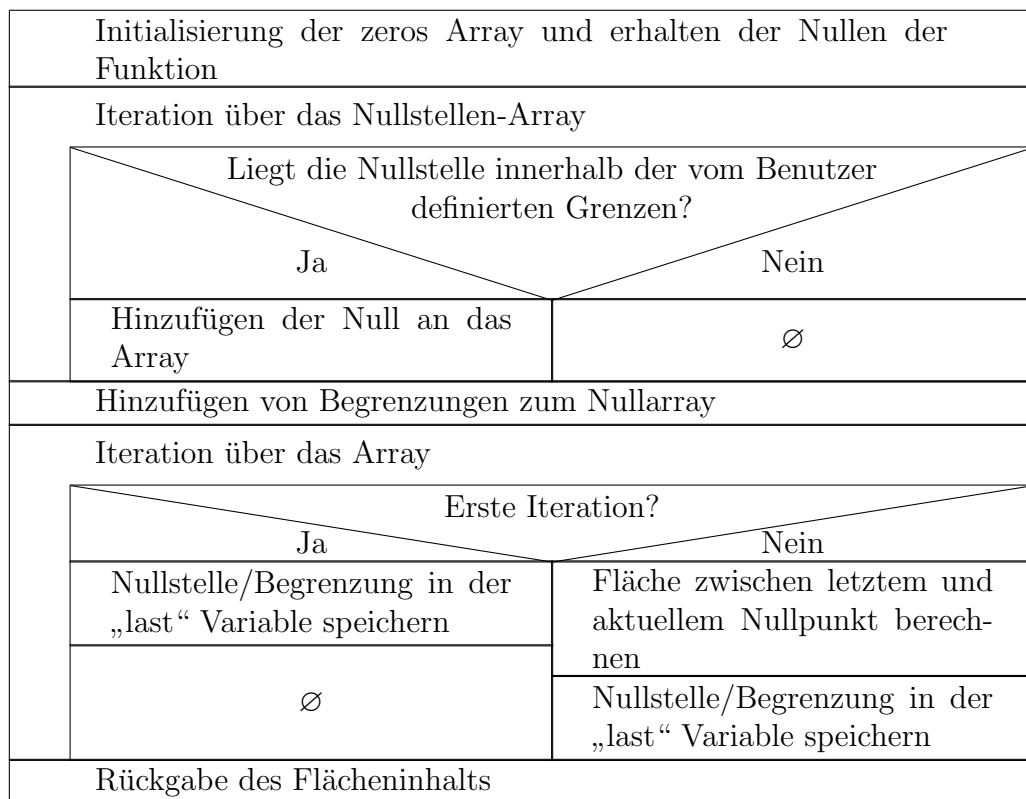 Initialisierung der zeros Array und erhalten der Nullen der
Funktion
Iteration über das Nullstellen-Array
Liegt die Nullstelle innerhalb der vom Benutzer
definierten Grenzen?
Ja
Nein
Hinzufügen der Null an das
Array
∅
Hinzufügen von Begrenzungen zum Nullarray
Iteration über das Array
Erste Iteration?
Ja
Nein
Nullstelle/Begrenzung in der
„last“ Variable speichern
∅
Fläche zwischen letztem und
aktuellem Nullpunkt berech-
nen
Nullstelle/Begrenzung in der
„last“ Variable speichern
Rückgabe des Flächeninhalts